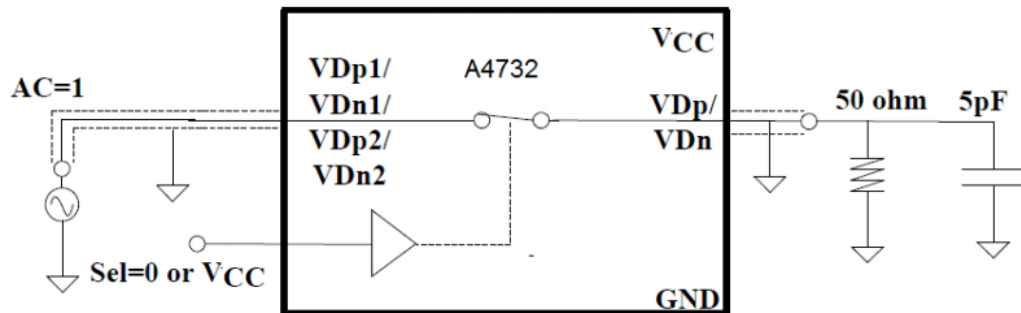 AC=1
VDp1/
VDn1/
VDp2/
VDn2
A4732
VCC
VDp/
VDn
50 ohm
5pF
Sel=0 or VCC
GND